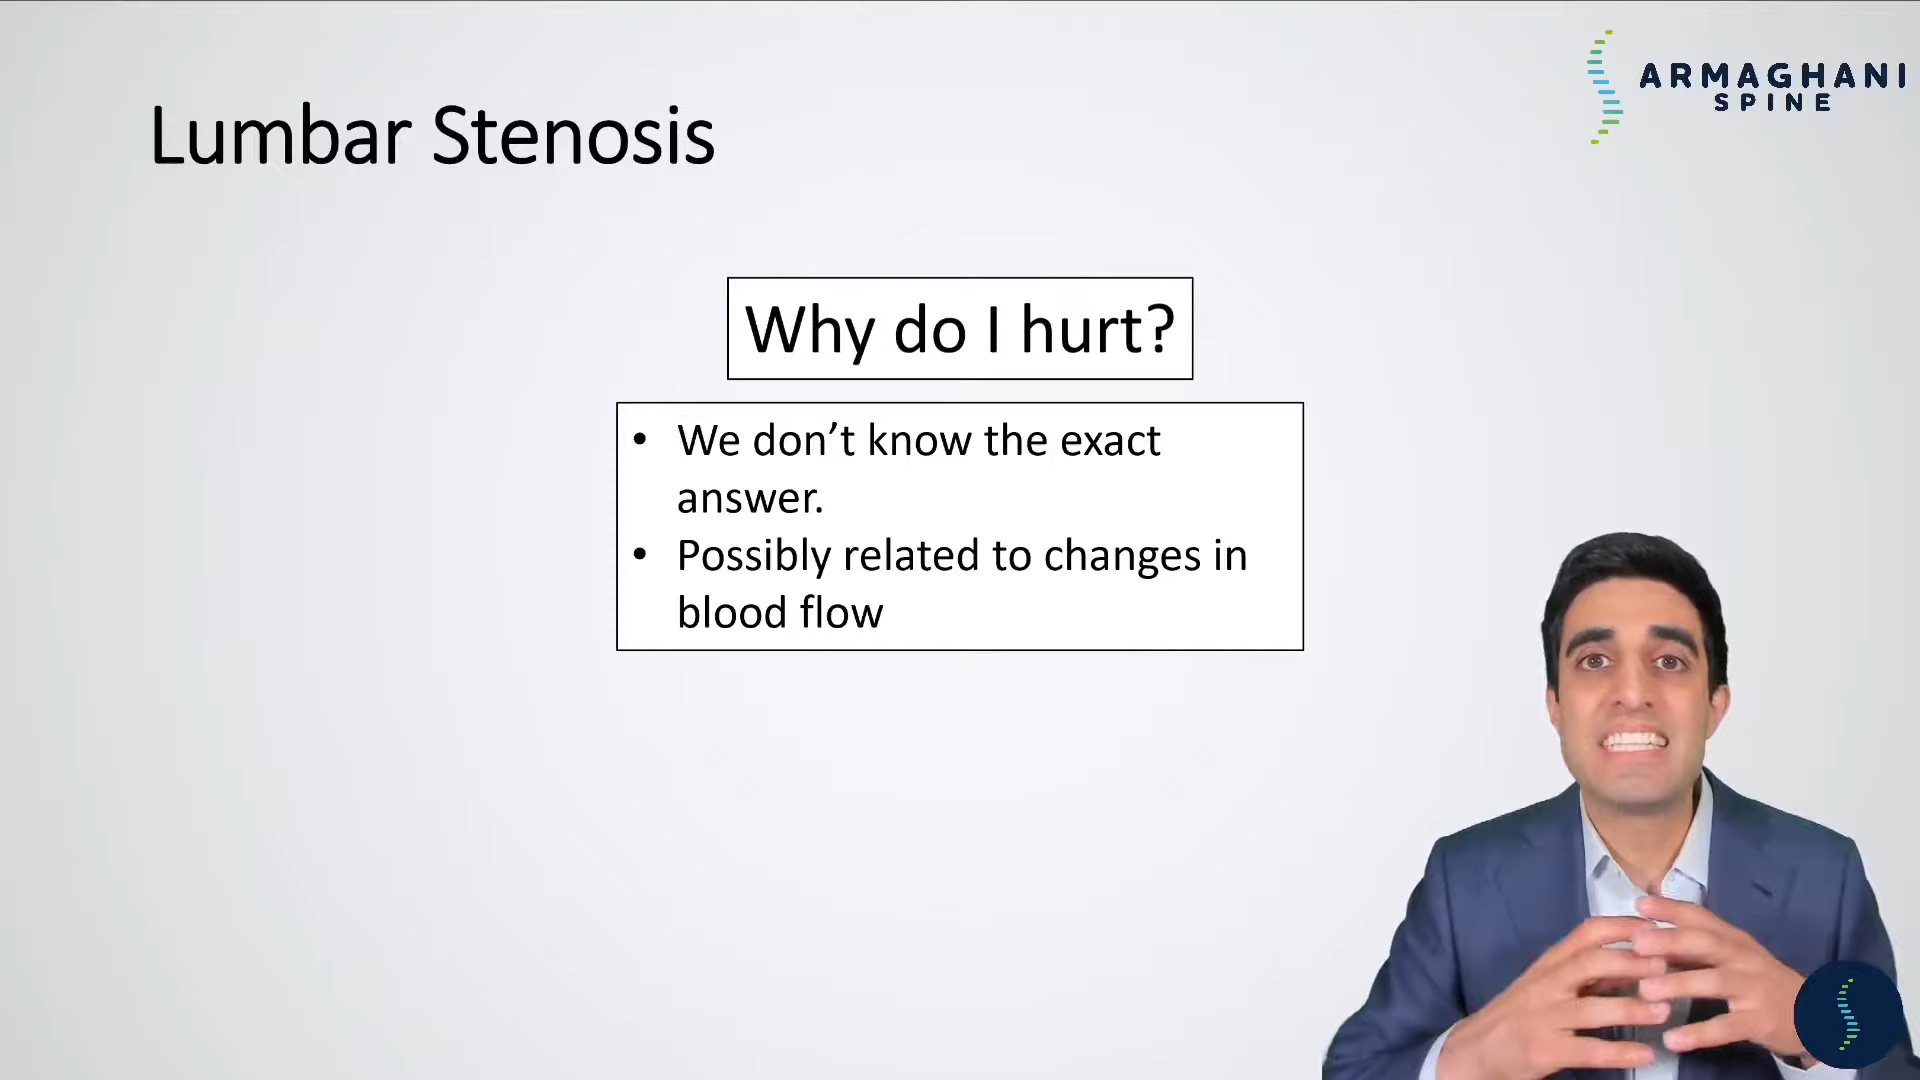 ARMAGHANI
SPINE
Lumbar Stenosis
Why do I hurt?
• We don’t know the exact
answer.
• Possibly related to changes in
blood flow